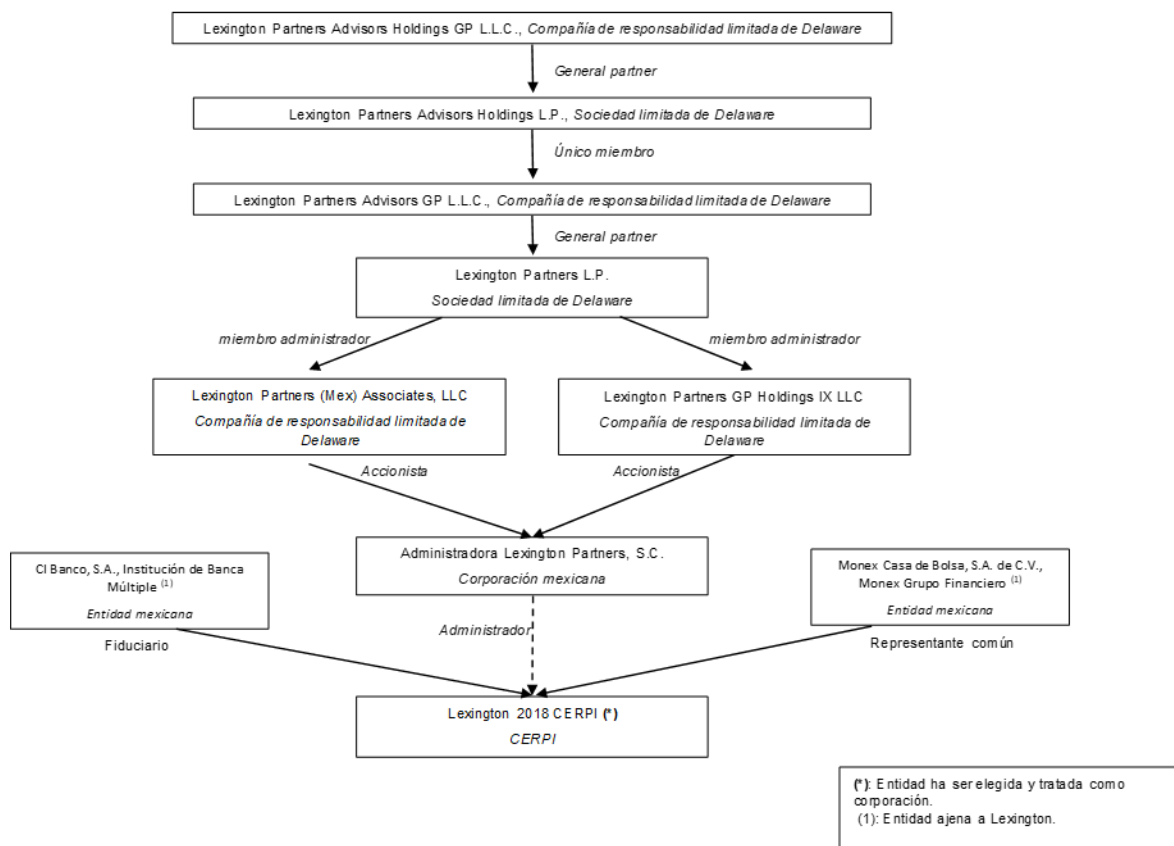 Lexington Partners Advisors Holdings GP L.L.C., Compañía de responsabilidad limitada de Delaware
General partner
Lexington Partners Advisors Holdings L.P., Sociedad limitada de Delaware
Único miembro
Lexington Partners Advisors GP L.L.C., Compañía de responsabilidad limitada de Delaware
General partner
Lexington Partners L.P.
Sociedad limitada de Delaware
miembro administrador
miembro administrador
Lexington Partners (Mex) Associates, LLC
Compañía de responsabilidad limitada de
Delaware
Lexington Partners GP Holdings IX LLC
Compañía de responsabilidad limitada de
Delaware
Accionista
Accionista
Administradora Lexington Partners, S.C.
Corporación mexicana
CI Banco, S.A., Institución de Banca
Múltiple (1)
Entidad mexicana
Monex Casa de Bolsa, S.A. de C.V.,
Monex Grupo Financiero (1)
Entidad mexicana
Fiduciario
Administrador
Representante común
Lexington 2018 CERPI (*)
CERPI
(*): Entidad ha ser elegida y tratada como
corporación.
(1): Entidad ajena a Lexington.